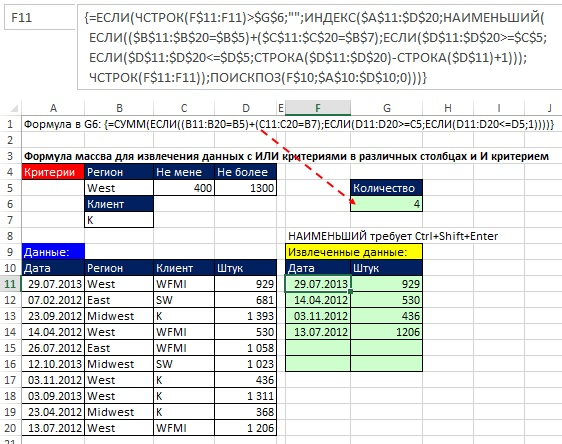 F11
{=ЕСЛИ(ЧСТРОК(F$11:F11)>$G$6;"";ИНДЕКС($A$11:$D$20;НАИМЕНЬШИЙ(
ЕСЛИ(($B$11:$B$20=$B$5)+($C$11:$C$20=$B$7);ЕСЛИ($D$11:$D$20>=$C$5;
ЕСЛИ($D$11:$D$20<=$D$5;СТРОКА($D$11:$D$20)-СТРОКА($D$11)+1)));
ЧСТРОК(F$11:F11));ПОИСКПОЗ(F$10;$A$10:$D$10;0)))}
A B C D E F G H I J
1 Формула в G6: {=СУММ(ЕСЛИ((B11:B20=B5)+(C11:C20=B7);ЕСЛИ(D11:D20>=C5;ЕСЛИ(D11:D20<=D5;1))))}
2
3 Формула массва для извлечения данных с ИЛИ критериями в различных столбцах и И критерием
4 Критерии Регион Не мене Не более
5 West 400 1300 Количество
6 Клиент 4
7 K
8 НАИМЕНЬШИЙ требует Ctrl+Shift+Enter
9 Данные: Извлеченные данные:
10 Дата Регион Клиент Штук Дата Штук
11 29.07.2013 West WFMI 929 29.07.2013 929
12 07.02.2012 East SW 681 14.04.2012 530
13 23.09.2012 Midwest K 1 393 03.11.2012 436
14 14.04.2012 West WFMI 530 13.07.2012 1206
15 26.07.2012 East WFMI 1 058
16 12.10.2013 Midwest SW 1 023
17 03.11.2012 West K 436
18 03.09.2012 West K 1 311
19 23.04.2012 Midwest K 368
20 13.07.2012 West WFMI 1 206